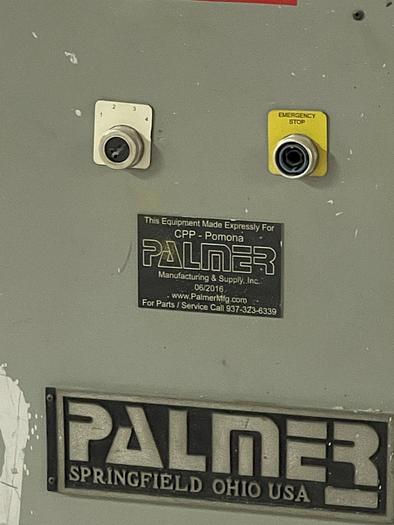 1 2 3 4
EMERGENCY
STOP
This Equipment Made Expressly For
CPP - Pomona
PALMER
Manufacturing & Supply, Inc.
06/2016
www.PalmerMfg.com
For Parts / Service Call 937-323-6339
PALMER
SPRINGFIELD OHIO USA